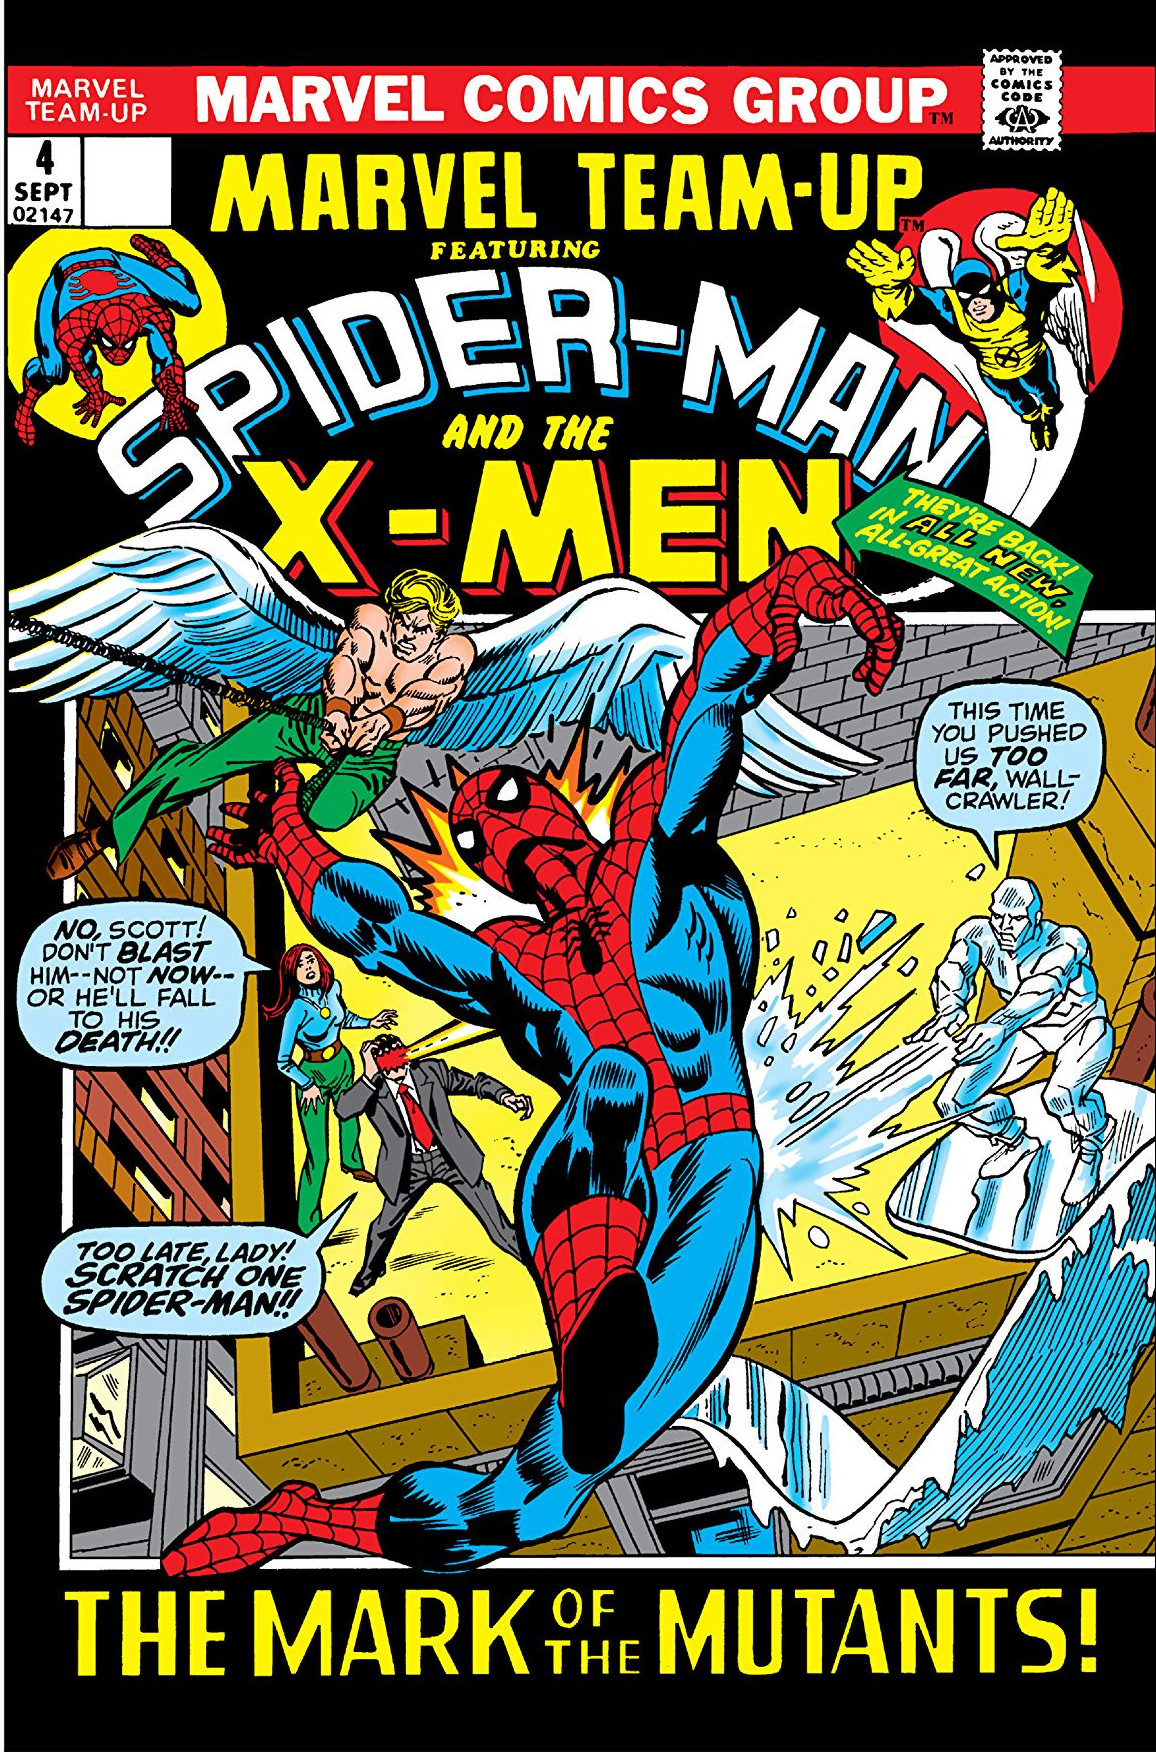 MARVEL
TEAM-UP
MARVEL COMICS GROUP
TM
APPROVED
BY THE
COMICS
CODE
CA
AUTHORITY
4
SEPT
02147
MARVEL TEAM-UP
TM
FEATURING
SPIDER-MAN
AND THE
X-MEN
THEY'RE BACK!
IN ALL NEW,
ALL-GREAT ACTION!
THIS TIME
YOU PUSHED
US TOO
FAR, WALL-
CRAWLER!
NO, SCOTT!
DON'T BLAST
HIM--NOT NOW--
OR HE'LL FALL
TO HIS
DEATH!!
TOO LATE, LADY!
SCRATCH ONE
SPIDER-MAN!!
THE MARK OF THE MUTANTS!